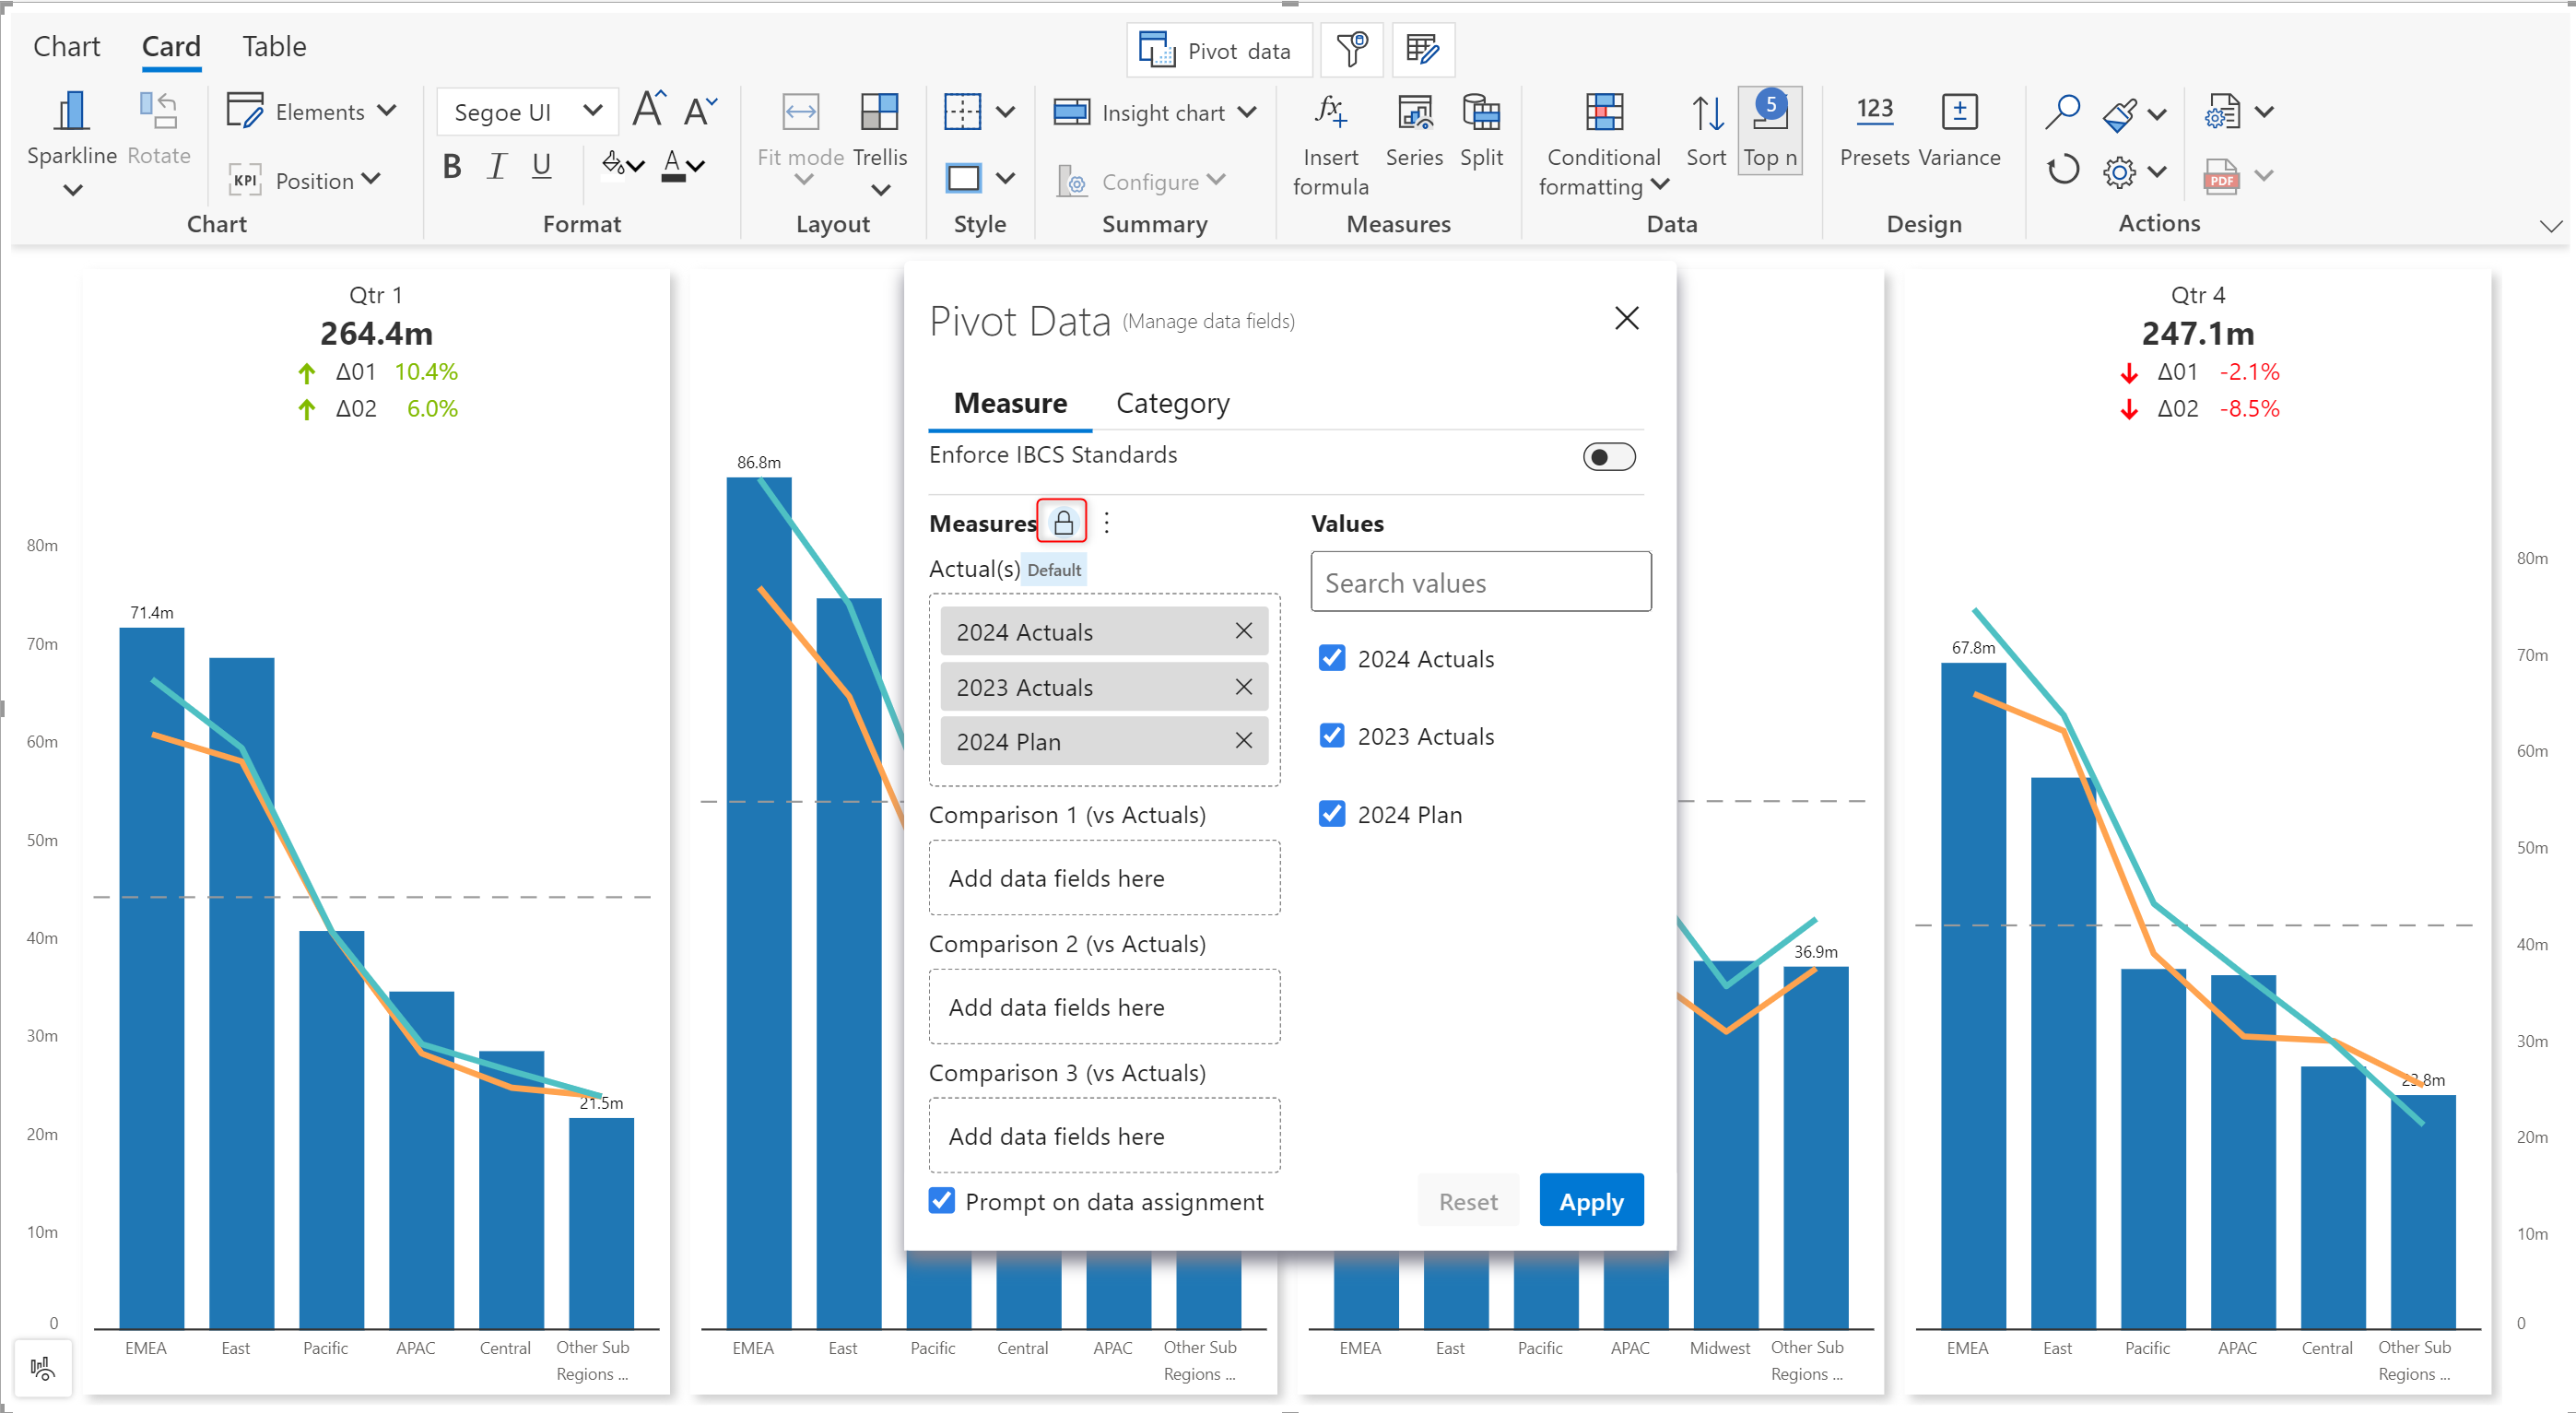 Chart Card Table
Pivot data
Sparkline Rotate
Elements
KPI Position
Chart
Segoe UI A A
B I U A
Format
Fit mode Trellis
Layout
Style
Insight chart
Configure
Summary
fx
Insert formula
Series
Split
Measures
Conditional formatting
Sort
5
Top n
Data
123
Presets
Variance
Design
PDF
Actions
Qtr 1
264.4m
Δ01 10.4%
Δ02 6.0%
80m
70m
60m
50m
40m
30m
20m
10m
0
71.4m
21.5m
EMEA East Pacific APAC Central Other Sub
Regions ...
86.8m
EMEA East Pacific Central APAC Other Sub
Regions ...
Pivot Data (Manage data fields)
Measure Category
Enforce IBCS Standards
Measures
Actual(s) Default
2024 Actuals
2023 Actuals
2024 Plan
Comparison 1 (vs Actuals)
Add data fields here
Comparison 2 (vs Actuals)
Add data fields here
Comparison 3 (vs Actuals)
Add data fields here
Prompt on data assignment
Values
Search values
2024 Actuals
2023 Actuals
2024 Plan
Reset Apply
36.9m
EMEA East Pacific APAC Midwest Other Sub
Regions ...
Qtr 4
247.1m
Δ01 -2.1%
Δ02 -8.5%
67.8m
23.8m
EMEA East Pacific APAC Central Other Sub
Regions ...
80m
70m
60m
50m
40m
30m
20m
10m
0